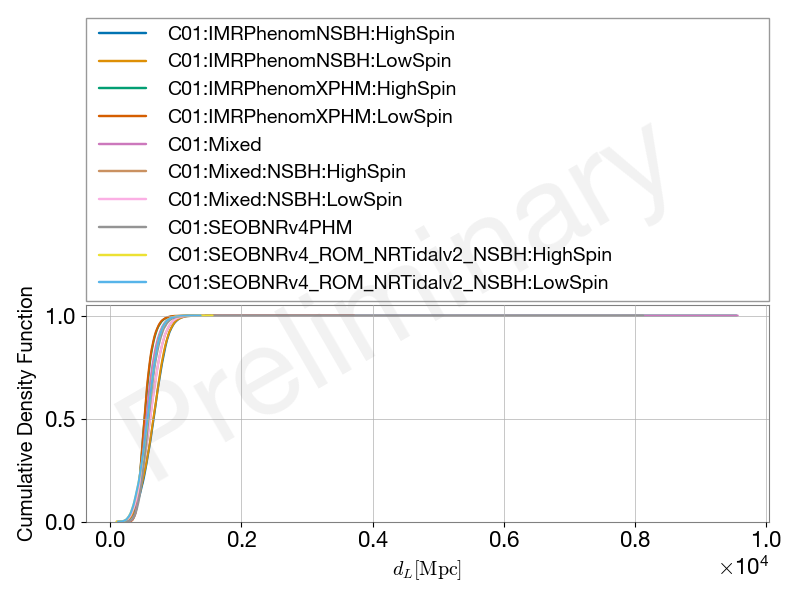 C01:IMRPhenomNSBH:HighSpin
C01:IMRPhenomNSBH:LowSpin
C01:IMRPhenomXPHM:HighSpin
C01:IMRPhenomXPHM:LowSpin
C01:Mixed
C01:Mixed:NSBH:HighSpin
C01:Mixed:NSBH:LowSpin
C01:SEOBNRv4PHM
C01:SEOBNRv4_ROM_NRTidalv2_NSBH:HighSpin
C01:SEOBNRv4_ROM_NRTidalv2_NSBH:LowSpin
Preliminary
Cumulative Density Function
1.0
0.5
0.0
0.0 0.2 0.4 0.6 0.8 1.0
×10⁴
d_L[Mpc]